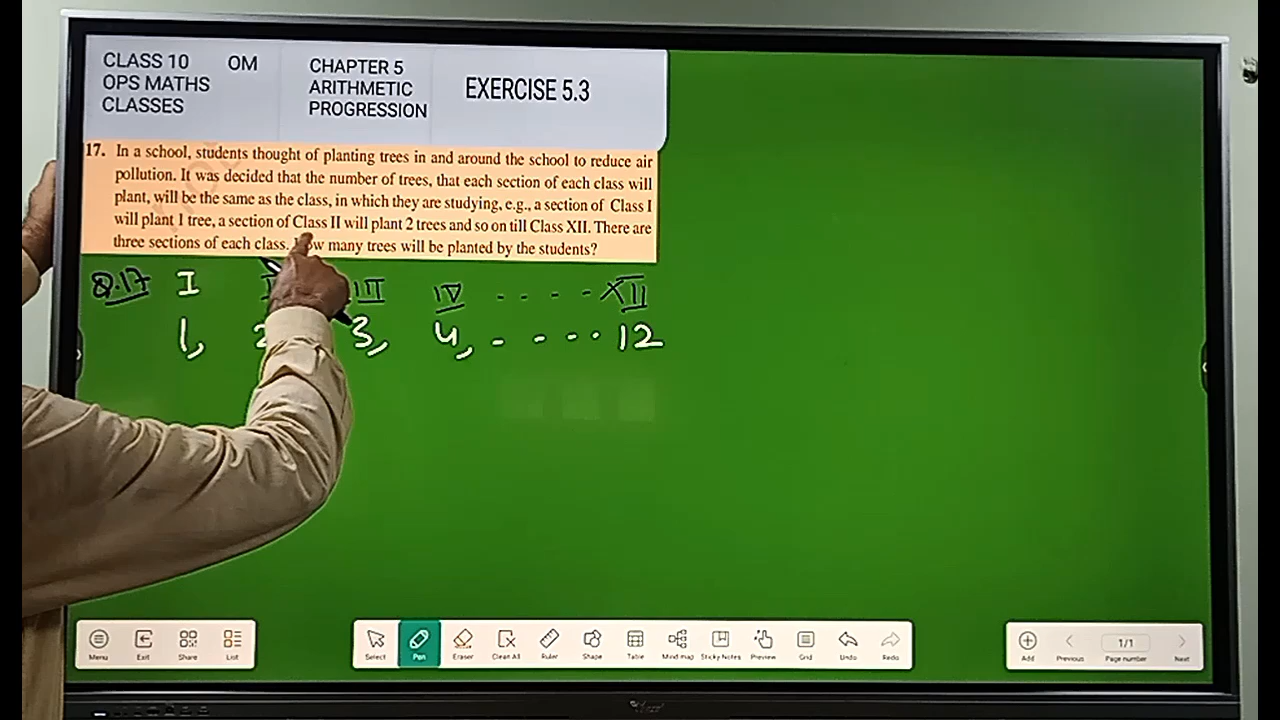 CLASS 10 OM
OPS MATHS
CLASSES
CHAPTER 5
ARITHMETIC
PROGRESSION
EXERCISE 5.3
17. In a school, students thought of planting trees in and around the school to reduce air
pollution. It was decided that the number of trees, that each section of each class will
plant, will be the same as the class, in which they are studying, e.g., a section of Class I
will plant 1 tree, a section of Class II will plant 2 trees and so on till Class XII. There are
three sections of each class. How many trees will be planted by the students?
Q.17 I III IV - - - - XII
1, 2 3, 4, - - - - 12
Menu Exit Share List Select Pen Eraser Clean All Ruler Shape Table Mind map Sticky Notes Preview Grid Undo Redo Add Previous 1/1 Page number Next